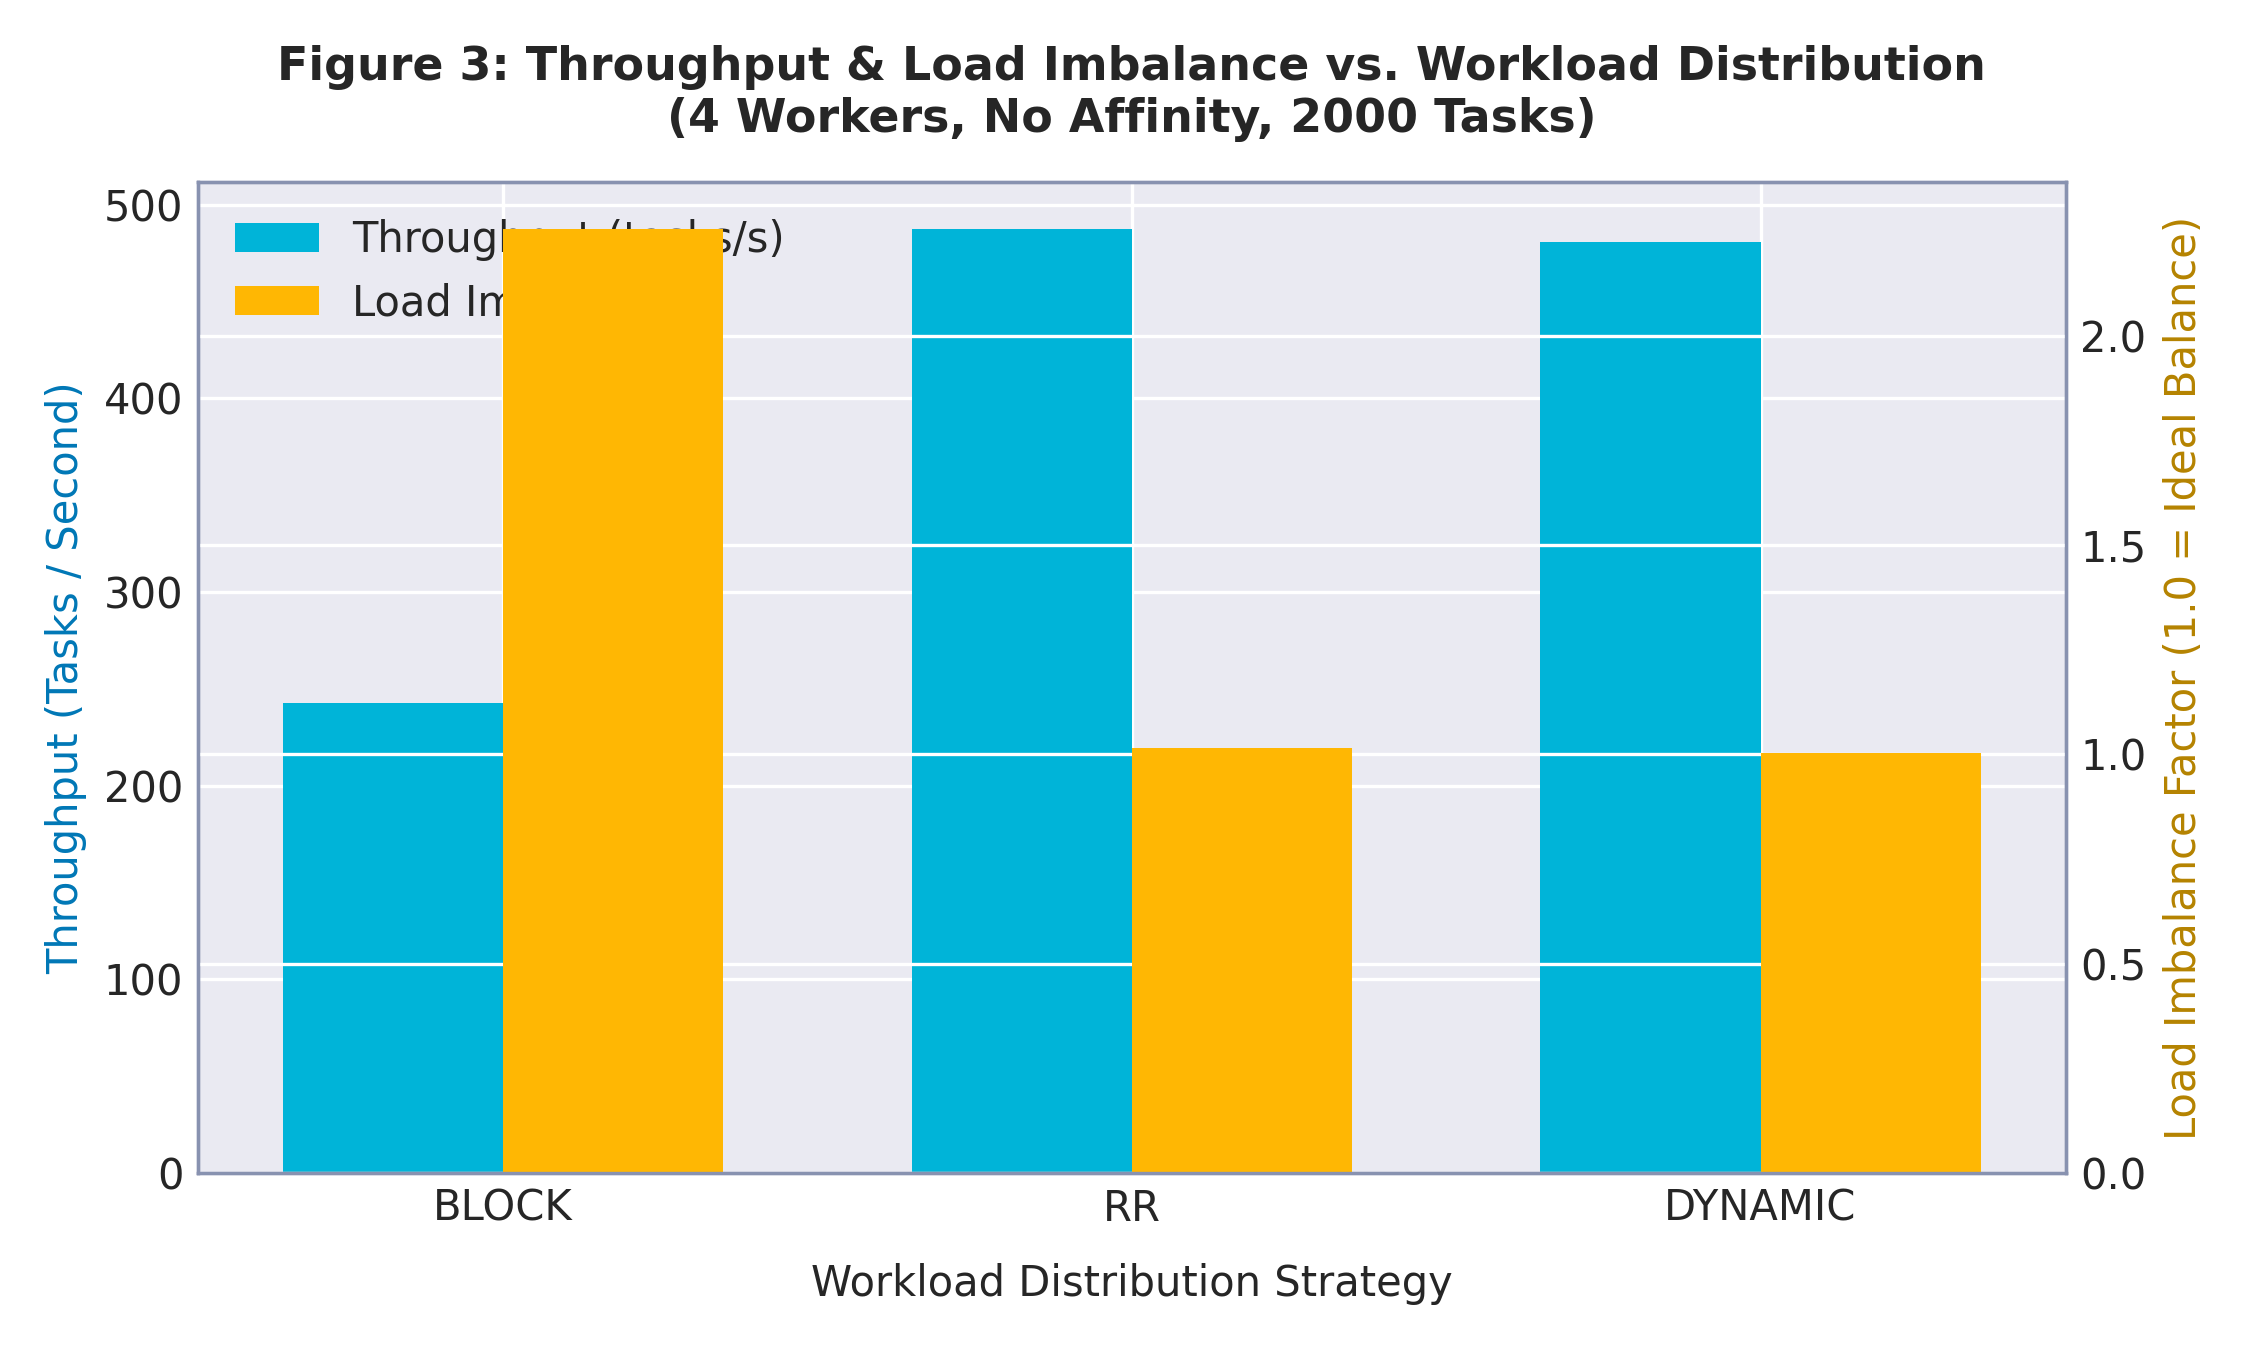 Figure 3: Throughput & Load Imbalance vs. Workload Distribution
(4 Workers, No Affinity, 2000 Tasks)
Throughput (Tasks / Second)
500
400
300
200
100
0
Load
2.0
1.5
1.0
0.5
0.0
Load Imbalance Factor (1.0 = Ideal Balance)
BLOCK
RR
DYNAMIC
Workload Distribution Strategy